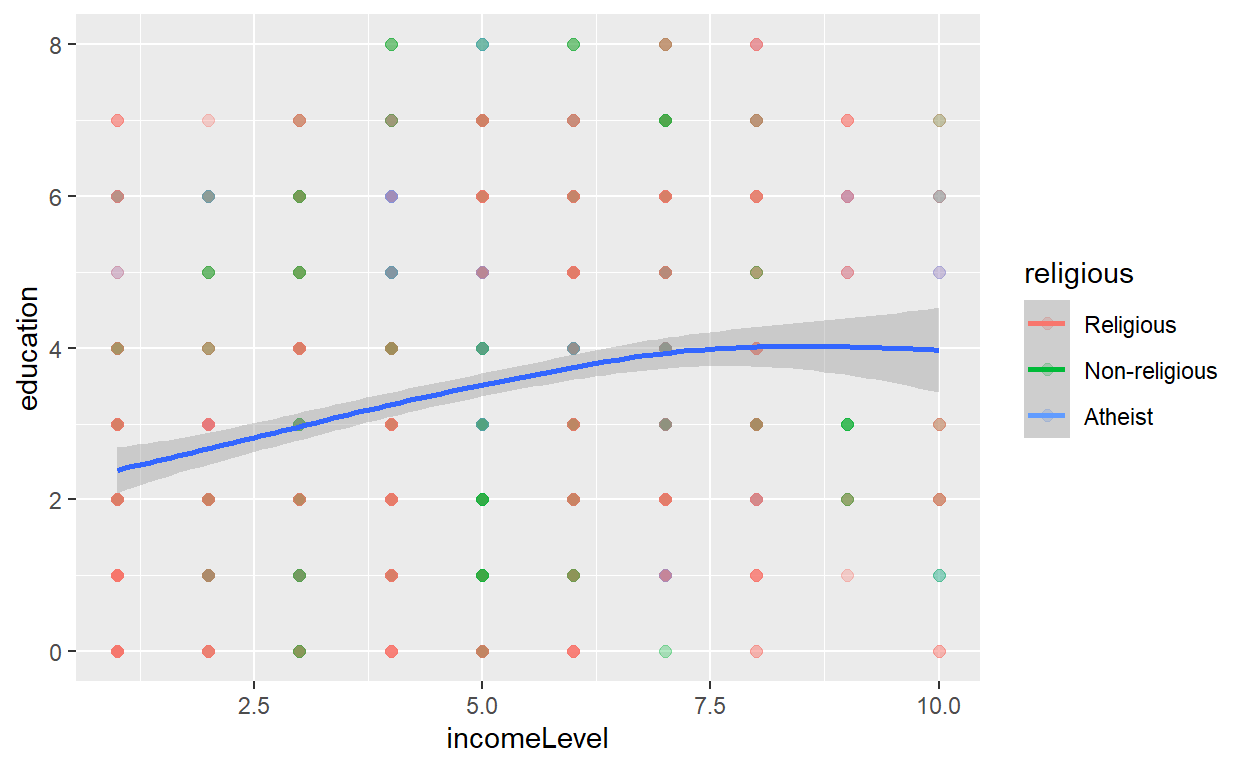 8
6
4
2
0
education
2.5 5.0 7.5 10.0
incomeLevel
religious
Religious
Non-religious
Atheist